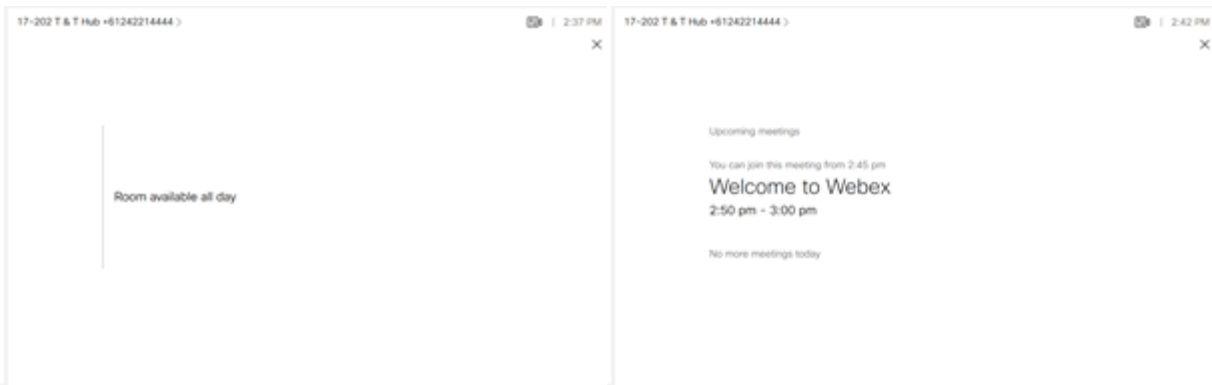 17-202 T & T Hub +61242214444 >
2:37 PM
Room available all day
17-202 T & T Hub +61242214444 >
2:42 PM
Upcoming meetings
You can join this meeting from 2:45 pm
Welcome to Webex
2:50 pm - 3:00 pm
No more meetings today